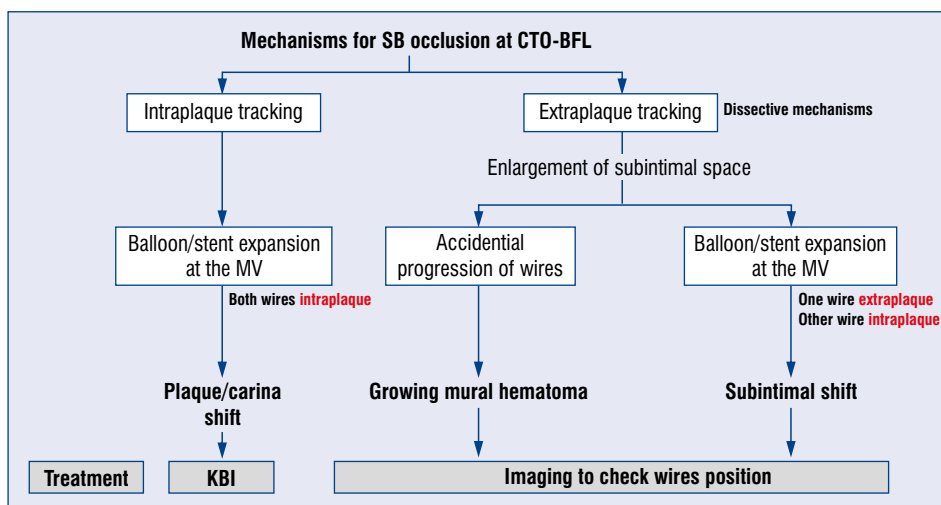 Mechanisms for SB occlusion at CTO-BFL
Intraplaque tracking
Extraplaque tracking
Dissective mechanisms
Enlargement of subintimal space
Balloon/stent expansion
at the MV
Accidential
progression of wires
Balloon/stent expansion
at the MV
Both wires intraplaque
One wire extraplaque
Other wire intraplaque
Plaque/carina
shift
Growing mural hematoma
Subintimal shift
Treatment
KBI
Imaging to check wires position